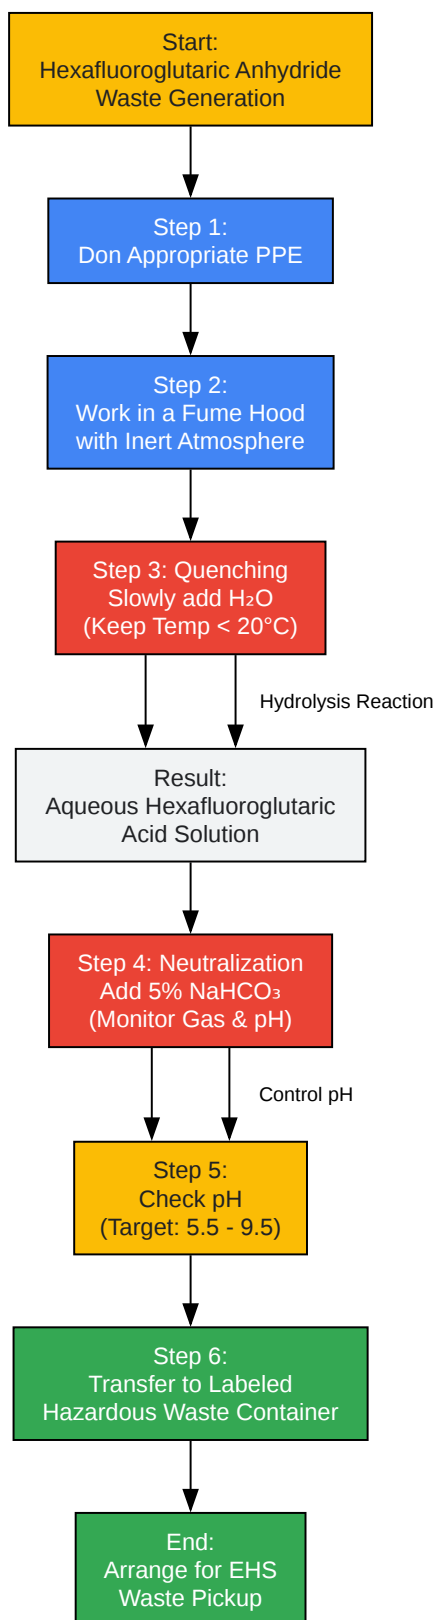 Start:
Hexafluoroglutaric Anhydride
Waste Generation
Step 1:
Don Appropriate PPE
Step 2:
Work in a Fume Hood
with Inert Atmosphere
Step 3: Quenching
Slowly add H₂O
(Keep Temp < 20°C)
Hydrolysis Reaction
Result:
Aqueous Hexafluoroglutaric
Acid Solution
Step 4: Neutralization
Add 5% NaHCO₃
(Monitor Gas & pH)
Control pH
Step 5:
Check pH
(Target: 5.5 - 9.5)
Step 6:
Transfer to Labeled
Hazardous Waste Container
End:
Arrange for EHS
Waste Pickup